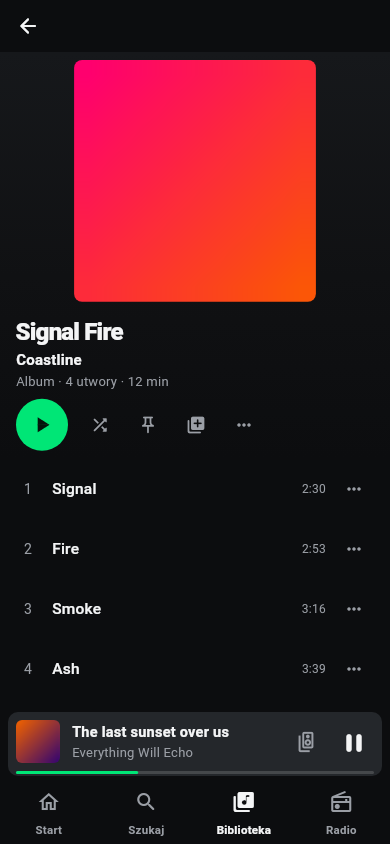 Signal Fire
Coastline
Album · 4 utwory · 12 min
1 Signal 2:30
2 Fire 2:53
3 Smoke 3:16
4 Ash 3:39
The last sunset over us
Everything Will Echo
Start Szukaj Biblioteka Radio